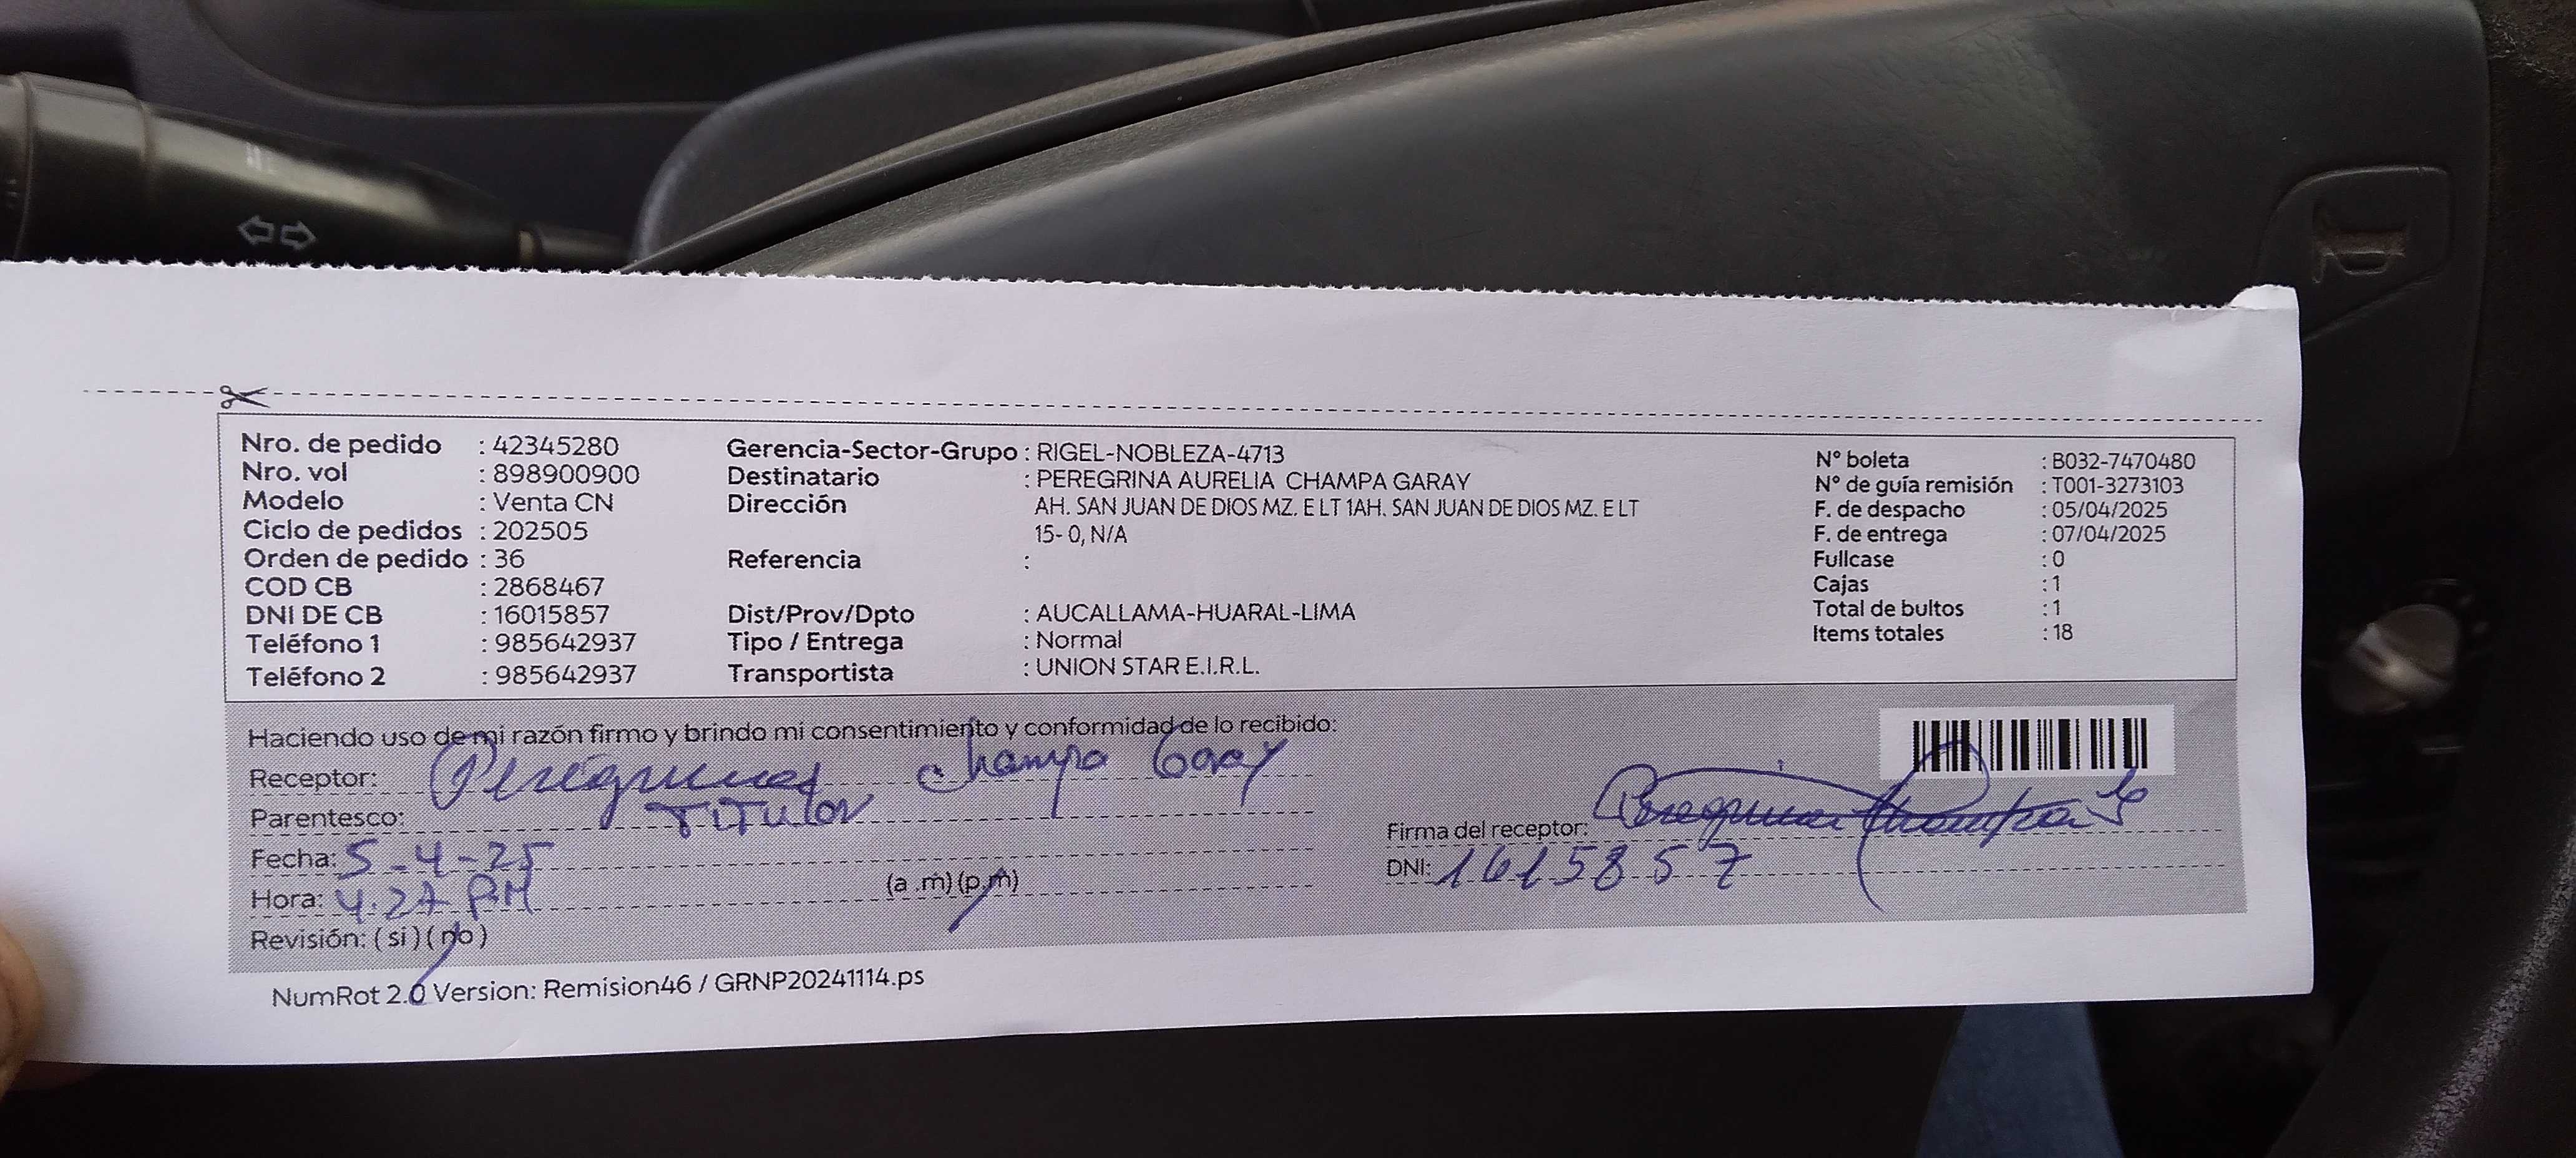 Nro. de pedido : 42345280
Nro. vol : 898900900
Modelo : Venta CN
Ciclo de pedidos : 202505
Orden de pedido : 36
COD CB : 2868467
DNI DE CB : 16015857
Teléfono 1 : 985642937
Teléfono 2 : 985642937
Gerencia-Sector-Grupo : RIGEL-NOBLEZA-4713
Destinatario : PEREGRINA AURELIA CHAMPA GARAY
Dirección AH. SAN JUAN DE DIOS MZ. E LT 1AH. SAN JUAN DE DIOS MZ. E LT
15- 0, N/A
Referencia :
Dist/Prov/Dpto : AUCALLAMA-HUARAL-LIMA
Tipo / Entrega : Normal
Transportista : UNION STAR E.I.R.L.
N° boleta : B032-7470480
N° de guía remisión : T001-3273103
F. de despacho : 05/04/2025
F. de entrega : 07/04/2025
Fullcase : 0
Cajas : 1
Total de bultos : 1
Items totales : 18
Haciendo uso de mi razón firmo y brindo mi consentimiento y conformidad de lo recibido:
Receptor: Peregrina Champa Garay
Parentesco: TITulor
Fecha: 5-4-25
Hora: 4.27 P.M (a .m) (p.m)
Revisión: ( si ) ( no )
Firma del receptor: Peregrina Champa G
DNI: 1615857
NumRot 2.0 Version: Remision46 / GRNP20241114.ps